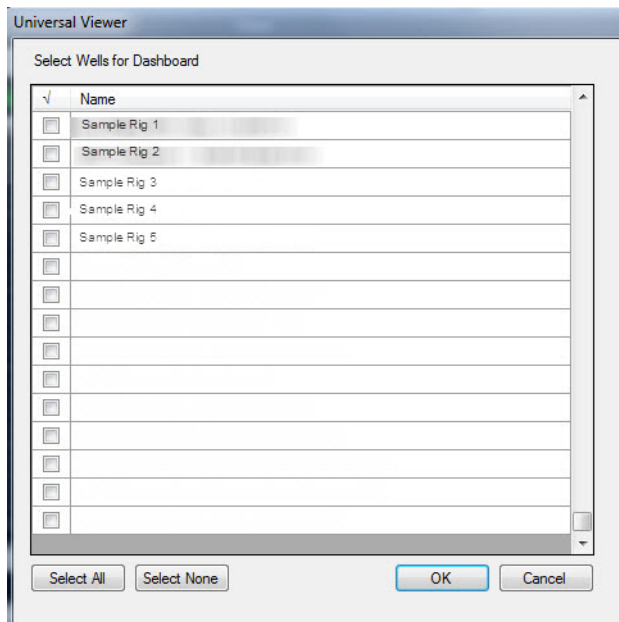 Universal Viewer
Select Wells for Dashboard
√ Name
Sample Rig 1
Sample Rig 2
Sample Rig 3
Sample Rig 4
Sample Rig 5
Select All Select None OK Cancel